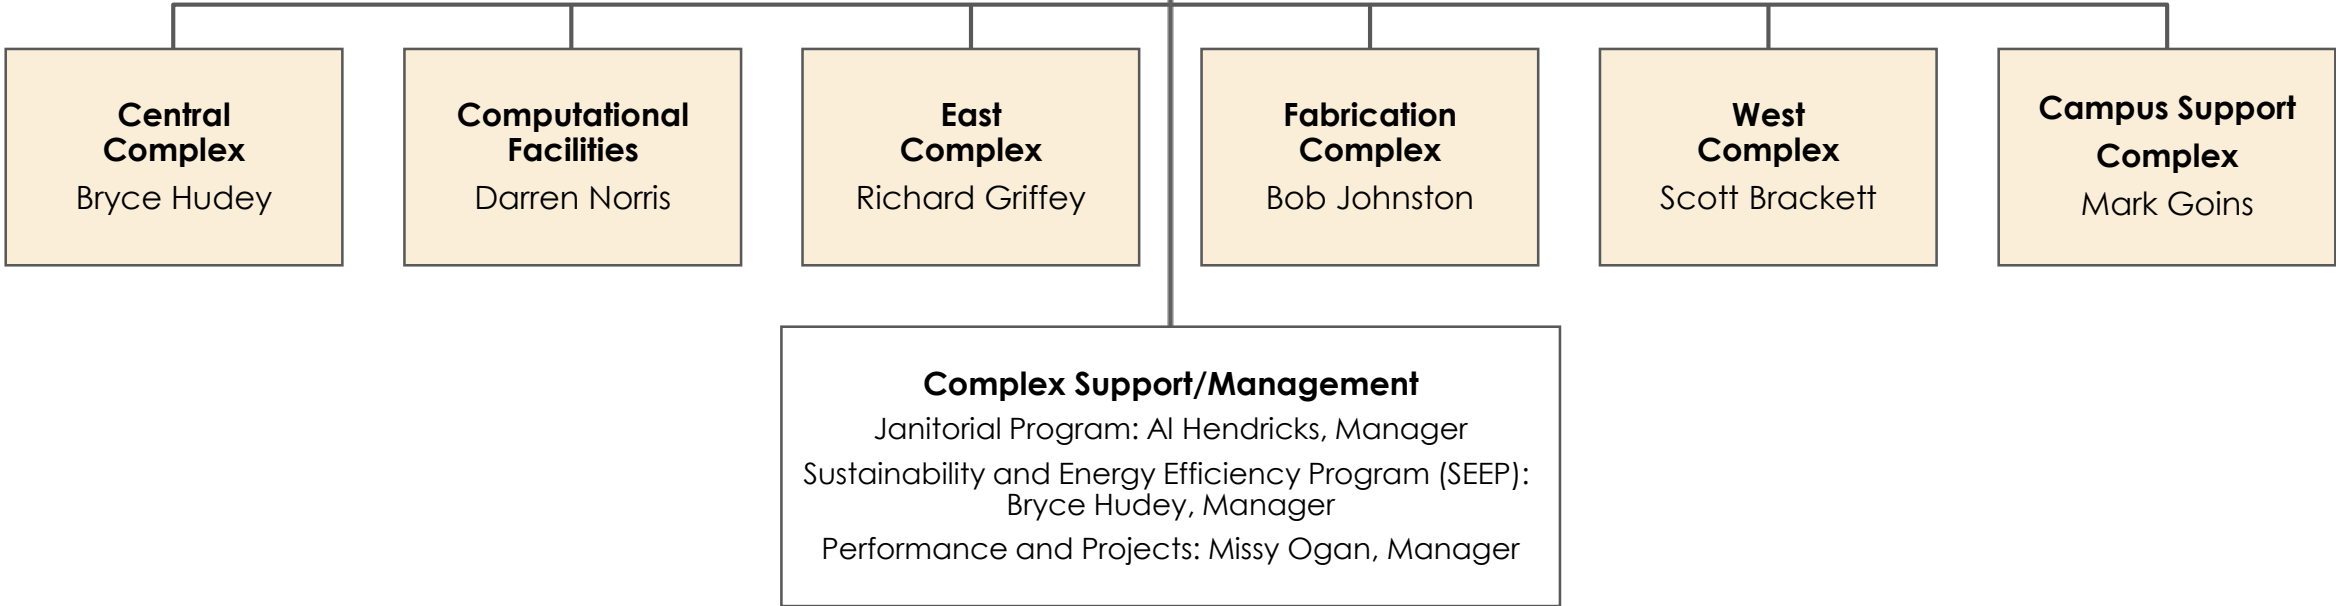 Central
Complex
Bryce Hudey
Computational
Facilities
Darren Norris
East
Complex
Richard Griffey
Fabrication
Complex
Bob Johnston
West
Complex
Scott Brackett
Campus Support
Complex
Mark Goins
Complex Support/Management
Janitorial Program: Al Hendricks, Manager
Sustainability and Energy Efficiency Program (SEEP):
Bryce Hudey, Manager
Performance and Projects: Missy Ogan, Manager